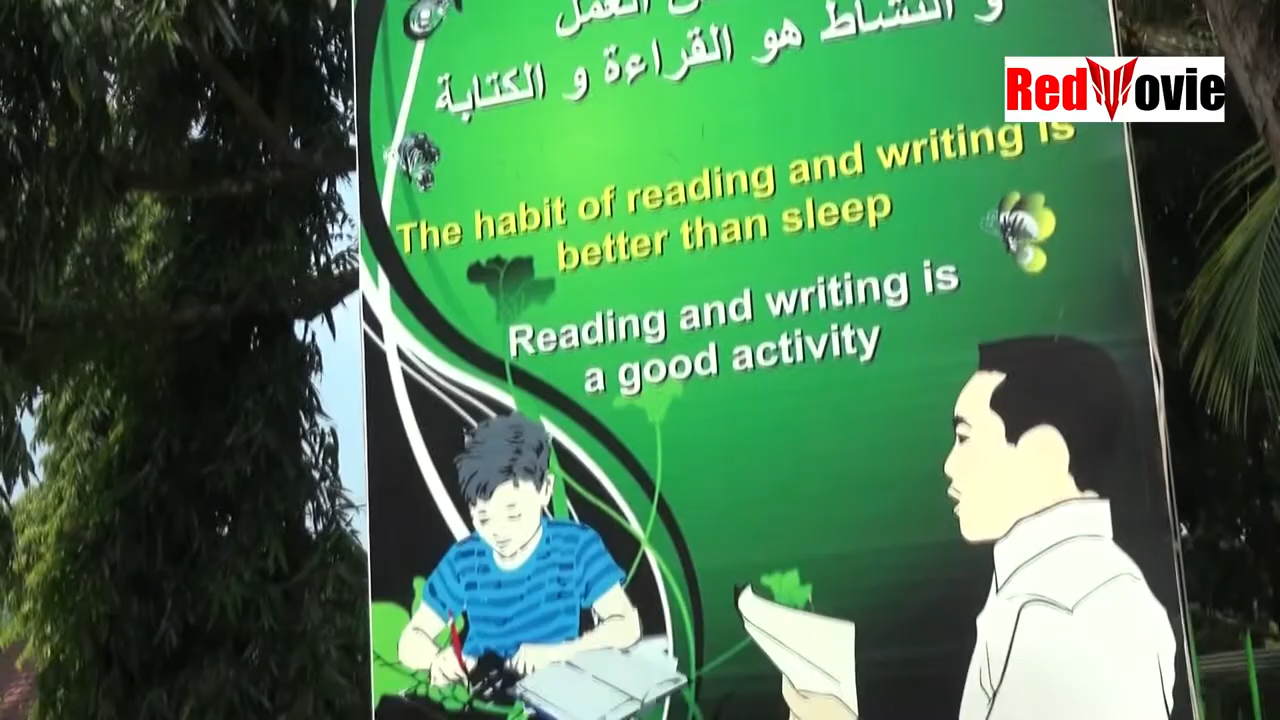 العمل
و النشاط هو القراءة و الكتابة
RedMovie
The habit of reading and writing is
better than sleep
Reading and writing is
a good activity